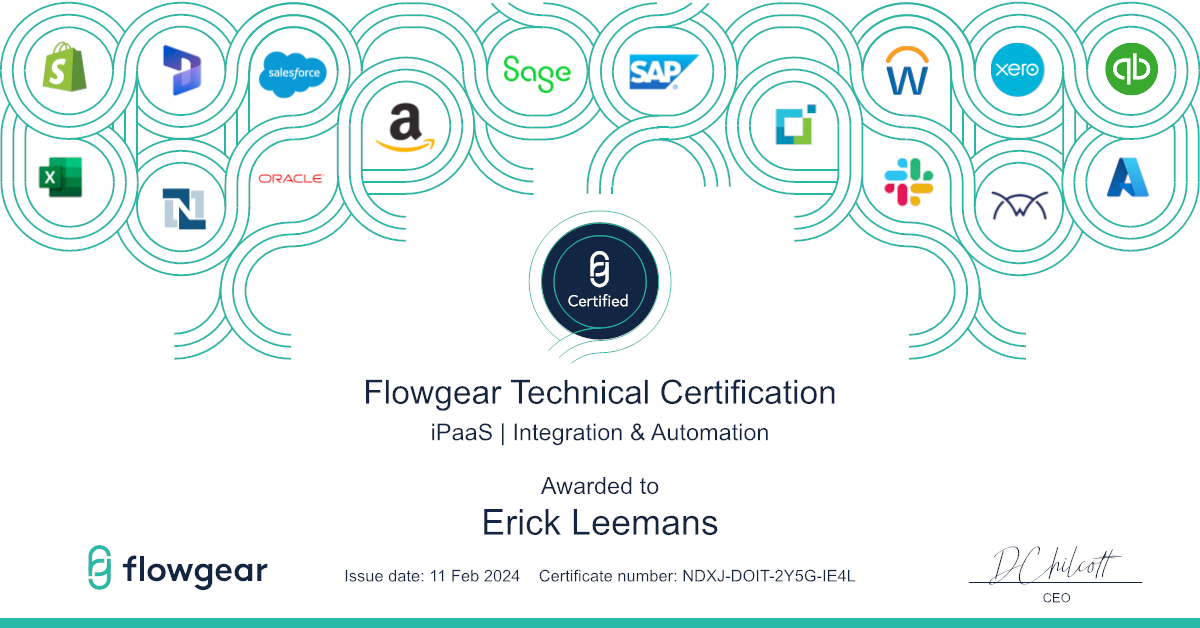 salesforce
Sage
SAP
xero
qb
a
X
N
ORACLE
Certified
Flowgear Technical Certification
iPaaS | Integration & Automation
Awarded to
Erick Leemans
flowgear
Issue date: 11 Feb 2024 Certificate number: NDXJ-DOIT-2Y5G-IE4L
DChilcott
CEO